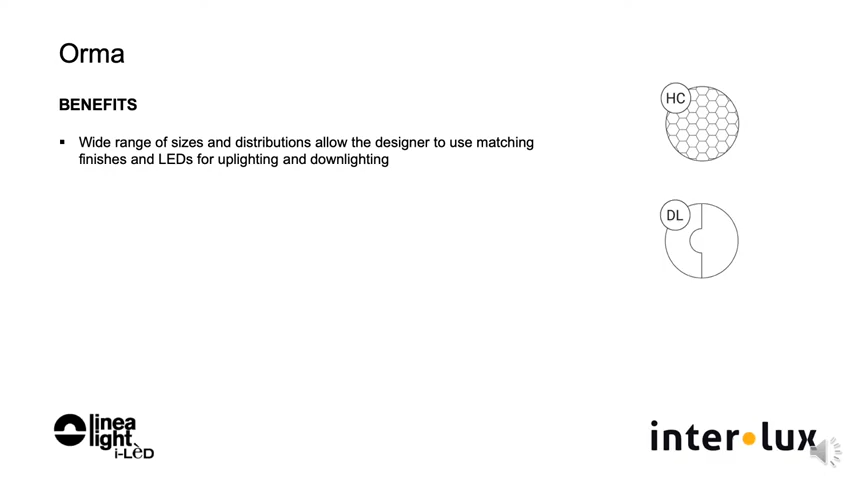 Orma
BENEFITS
▪ Wide range of sizes and distributions allow the designer to use matching
finishes and LEDs for uplighting and downlighting
HC
DL
linea
light
i-LèD
inter•lux